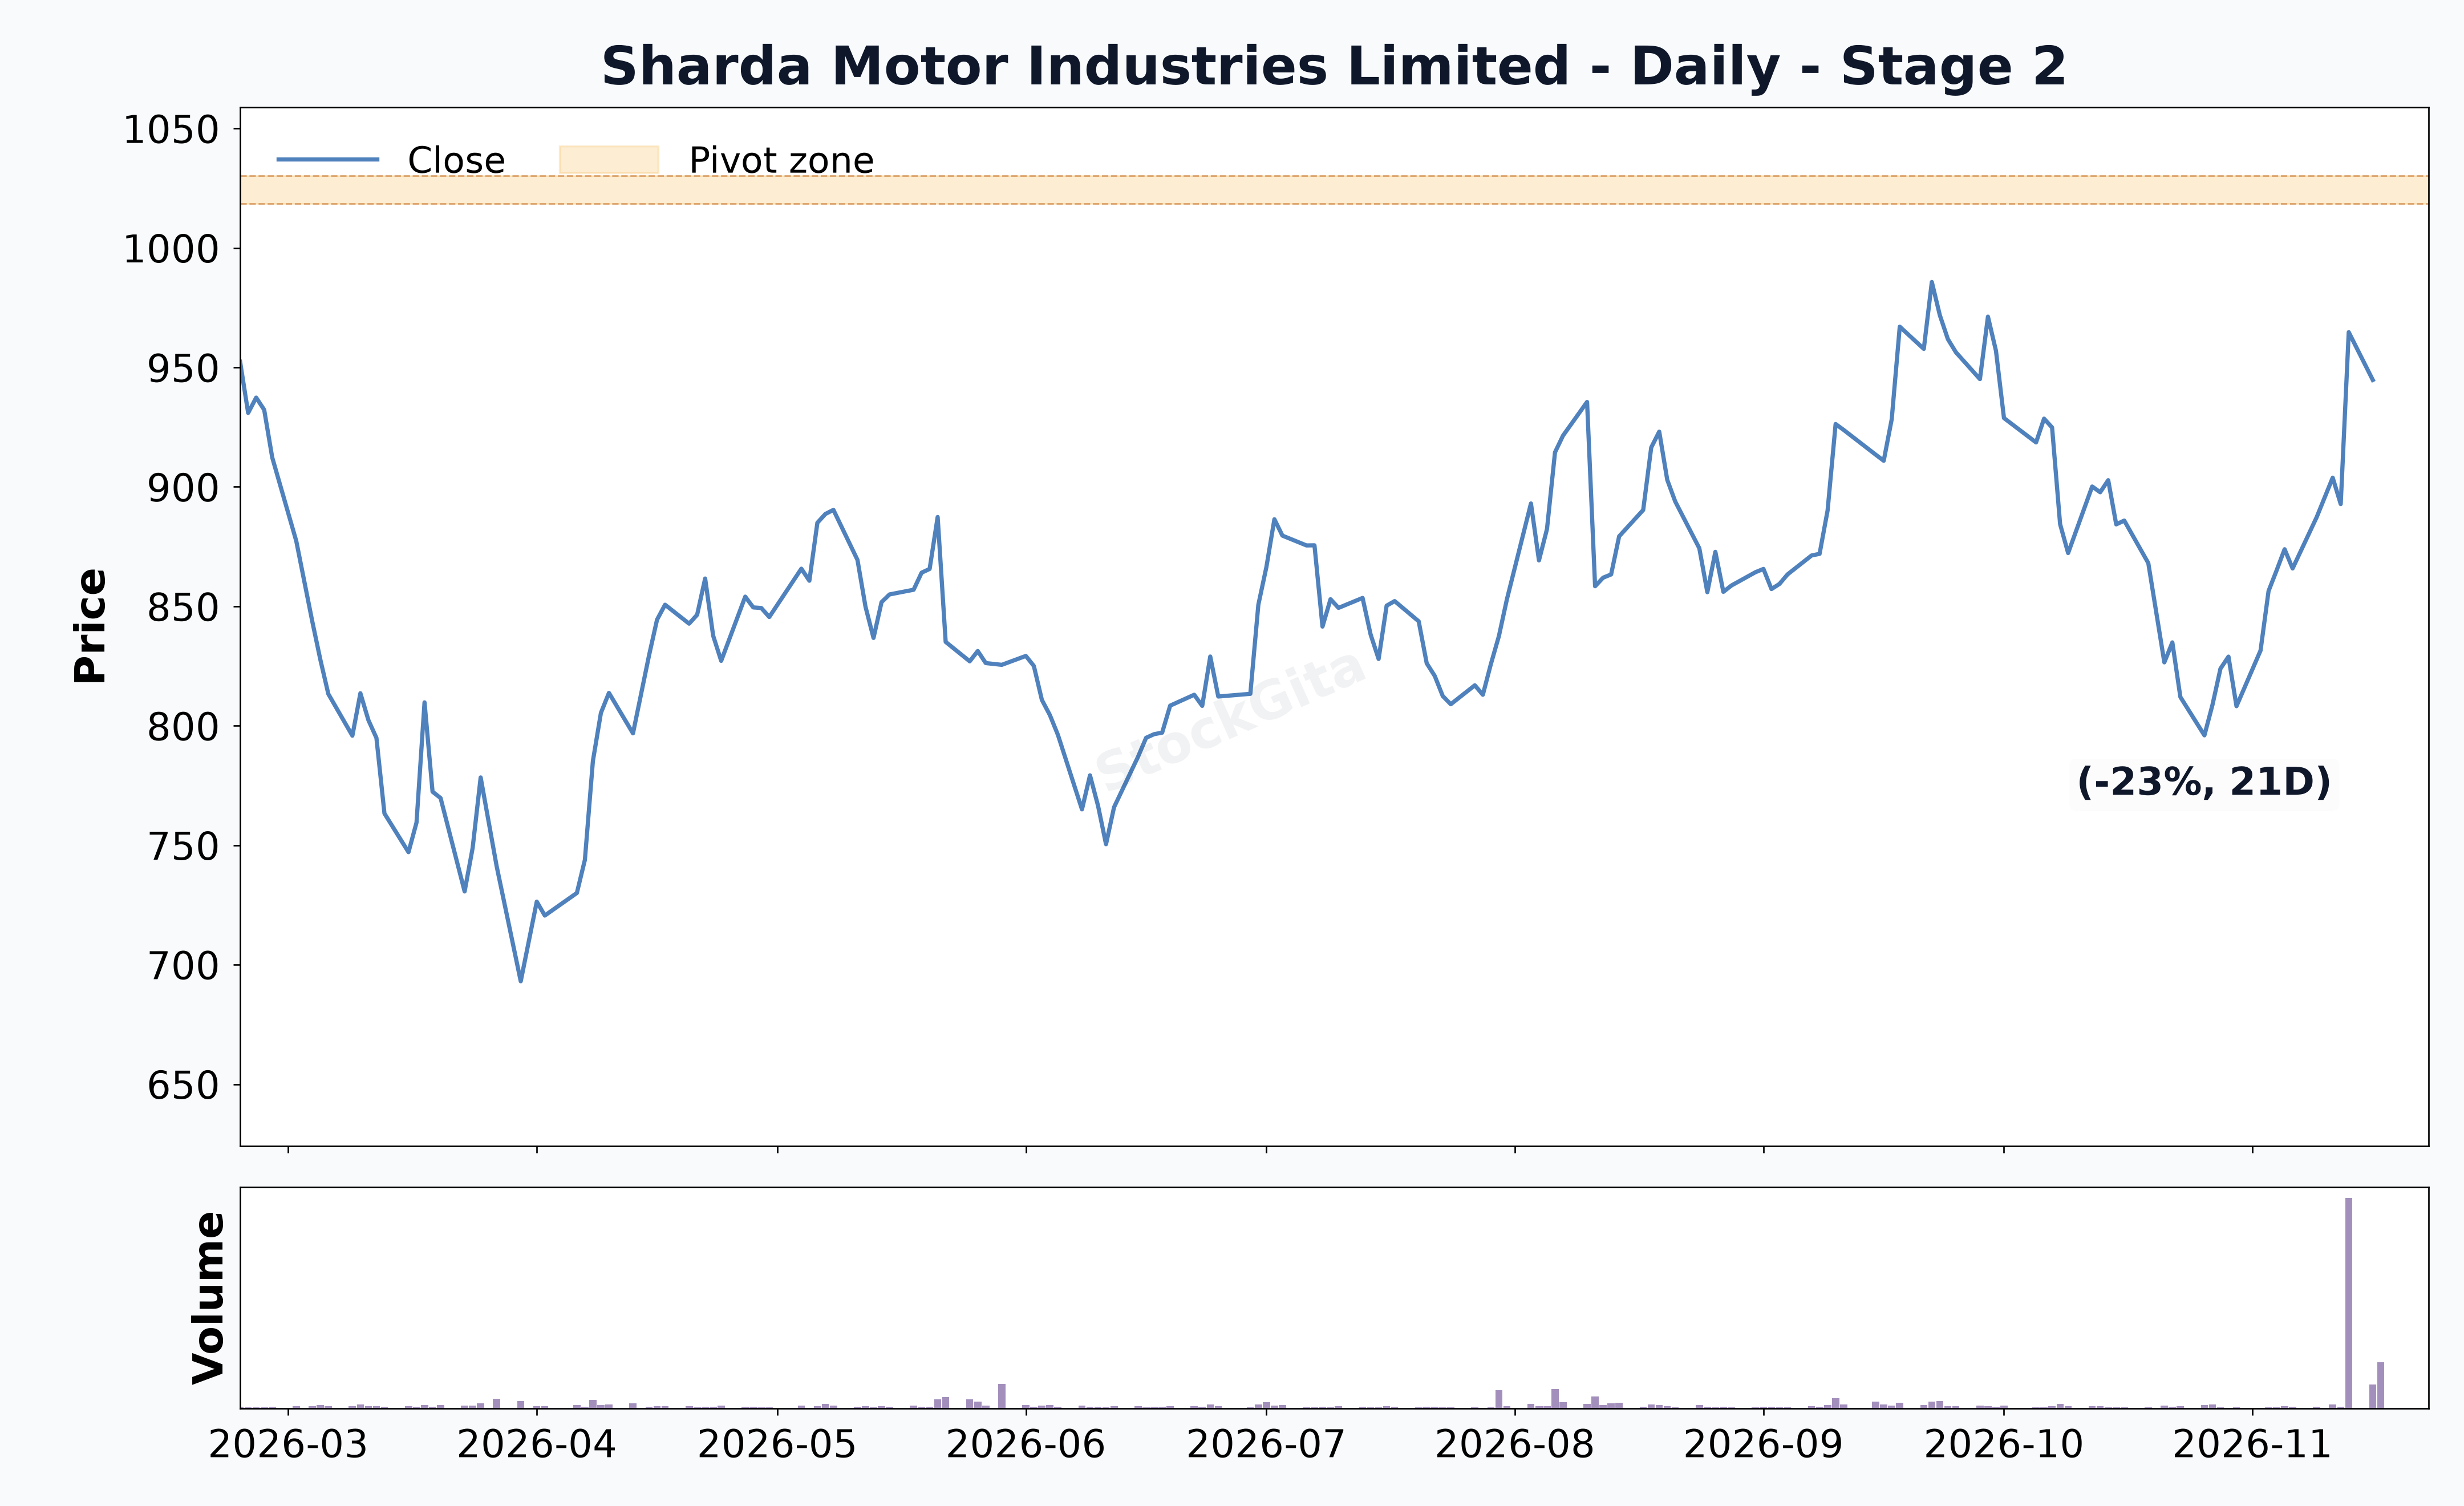 Sharda Motor Industries Limited - Daily - Stage 2
Close
Pivot zone
Price
1050
1000
950
900
850
800
750
700
650
StockGita
(-23%, 21D)
Volume
2026-03
2026-04
2026-05
2026-06
2026-07
2026-08
2026-09
2026-10
2026-11